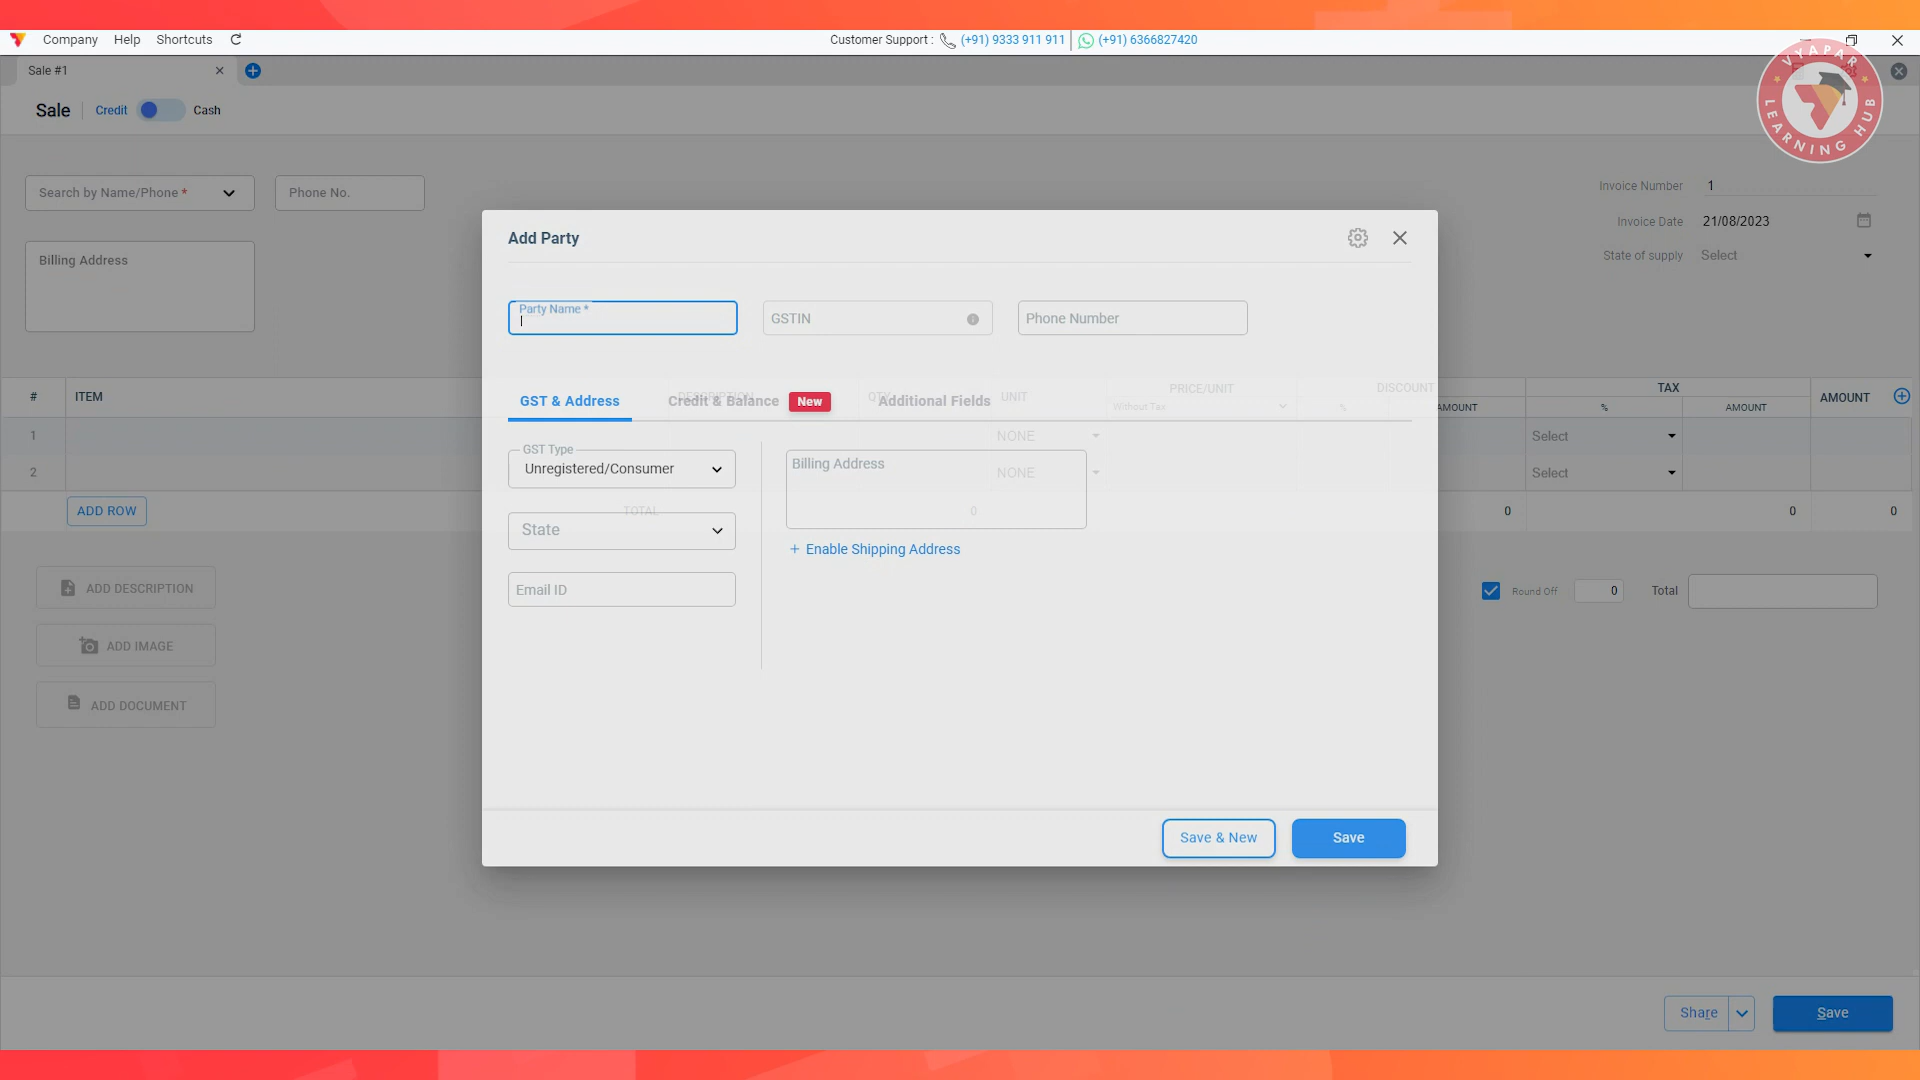 Company Help Shortcuts
Customer Support : (+91) 9333 911 911 (+91) 6366827420
VYAPAR LEARNING HUB
Sale #1
Sale Credit Cash
Search by Name/Phone * Phone No.
Billing Address
Invoice Number 1
Invoice Date 21/08/2023
State of supply Select
Add Party
Party Name *
GSTIN
Phone Number
# ITEM DESCRIPTION QTY UNIT PRICE/UNIT DISCOUNT TAX AMOUNT
Without Tax % AMOUNT % AMOUNT
GST & Address Credit & Balance New Additional Fields
1 NONE Select
2 NONE Select
ADD ROW TOTAL 0 0 0 0
GST Type
Unregistered/Consumer
State
Email ID
Billing Address
+ Enable Shipping Address
ADD DESCRIPTION
ADD IMAGE
ADD DOCUMENT
Round Off 0 Total
Save & New Save
Share Save